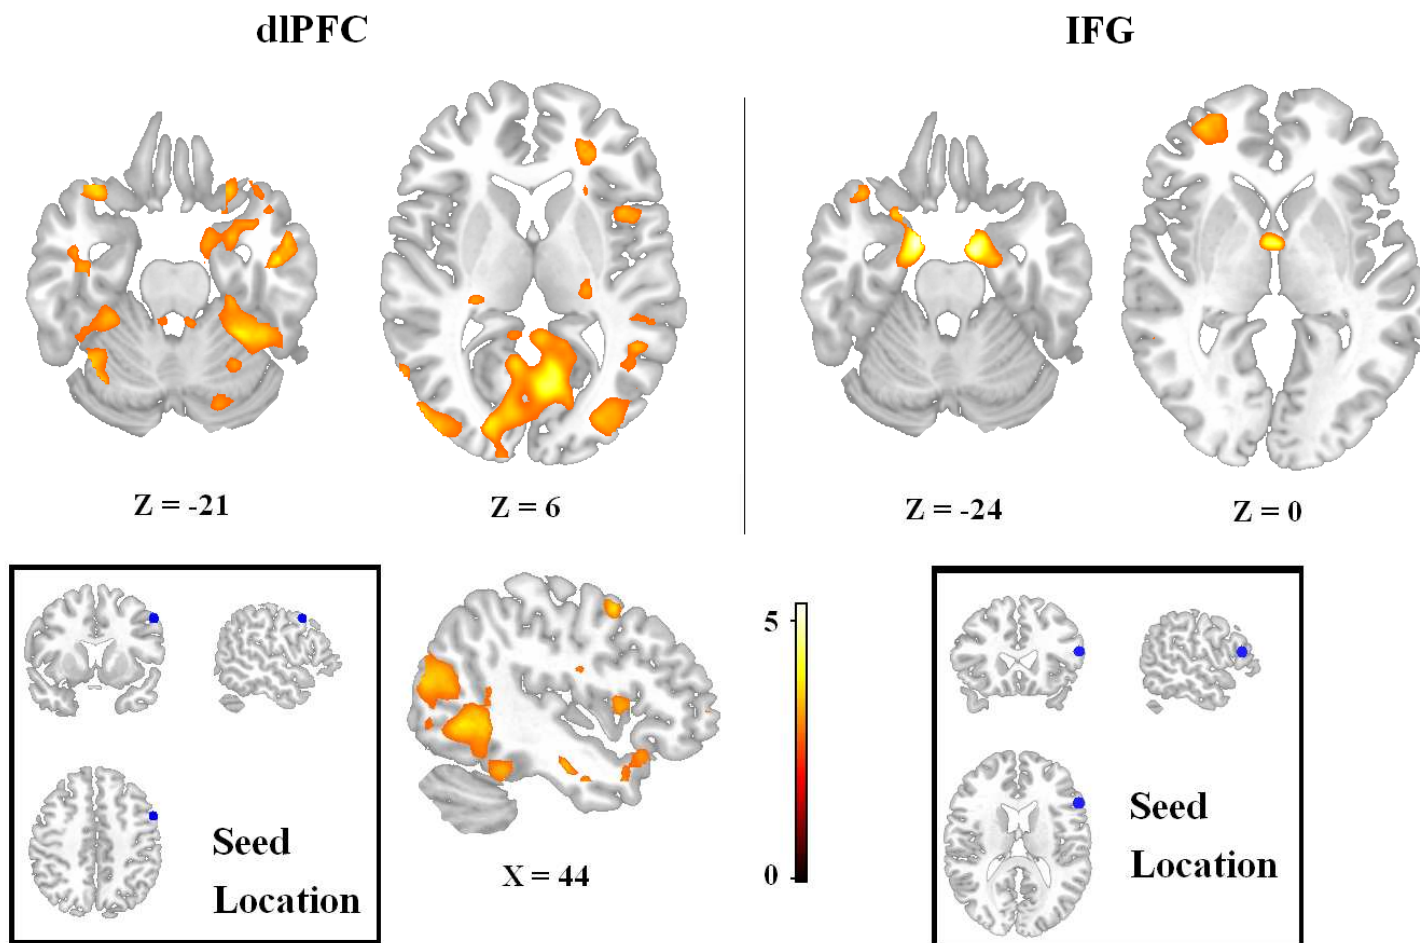 dlPFC
IFG
Z = -21
Z = 6
Z = -24
Z = 0
Seed
Location
X = 44
5
0
Seed
Location